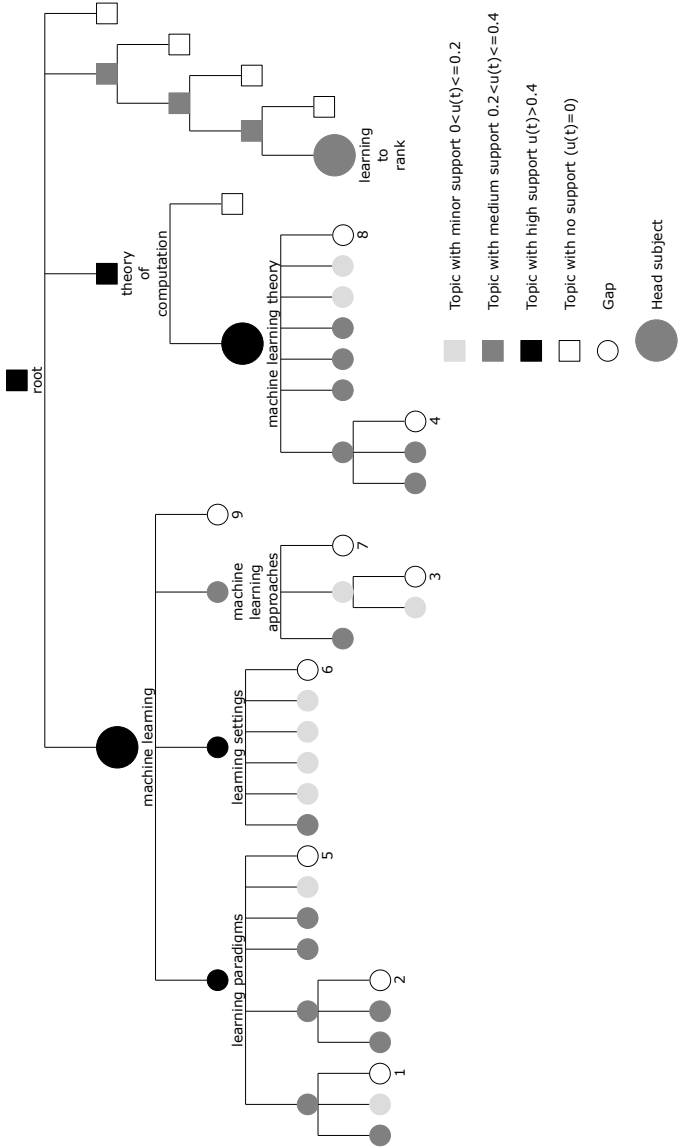 root
machine learning
theory
of
computation
learning paradigms
learning settings
machine
learning
approaches
9
machine learning theory
5
6
7
8
learning
to
rank
1
2
3
4
Topic with minor support 0<u(t)<=0.2
Topic with medium support 0.2<u(t)<=0.4
Topic with high support u(t)>0.4
Topic with no support (u(t)=0)
Gap
Head subject